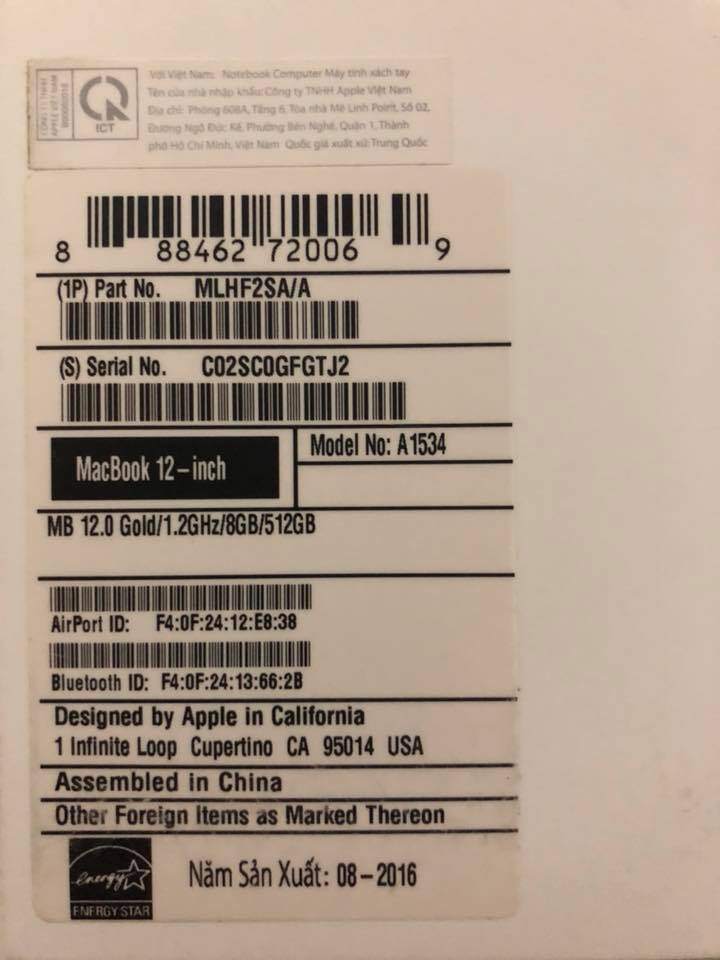 CÔNG TY TNHH
APPLE VIỆT NAM
ICT
Với Việt Nam: Notebook Computer Máy tính xách tay
Tên của nhà nhập khẩu: Công ty TNHH Apple Việt Nam
Địa chỉ: Phòng 608A, Tầng 6, Tòa nhà Mê Linh Point, Số 02,
Đường Ngô Đức Kế, Phường Bến Nghé, Quận 1, Thành
phố Hồ Chí Minh, Việt Nam Quốc gia xuất xứ: Trung Quốc
8 88462 72006 9
(1P) Part No. MLHF2SA/A
(S) Serial No. C02SC0GFGTJ2
MacBook 12-inch
Model No: A1534
MB 12.0 Gold/1.2GHz/8GB/512GB
AirPort ID: F4:0F:24:12:E8:38
Bluetooth ID: F4:0F:24:13:66:2B
Designed by Apple in California
1 Infinite Loop Cupertino CA 95014 USA
Assembled in China
Other Foreign Items as Marked Thereon
energy
ENERGY STAR
Năm Sản Xuất: 08-2016